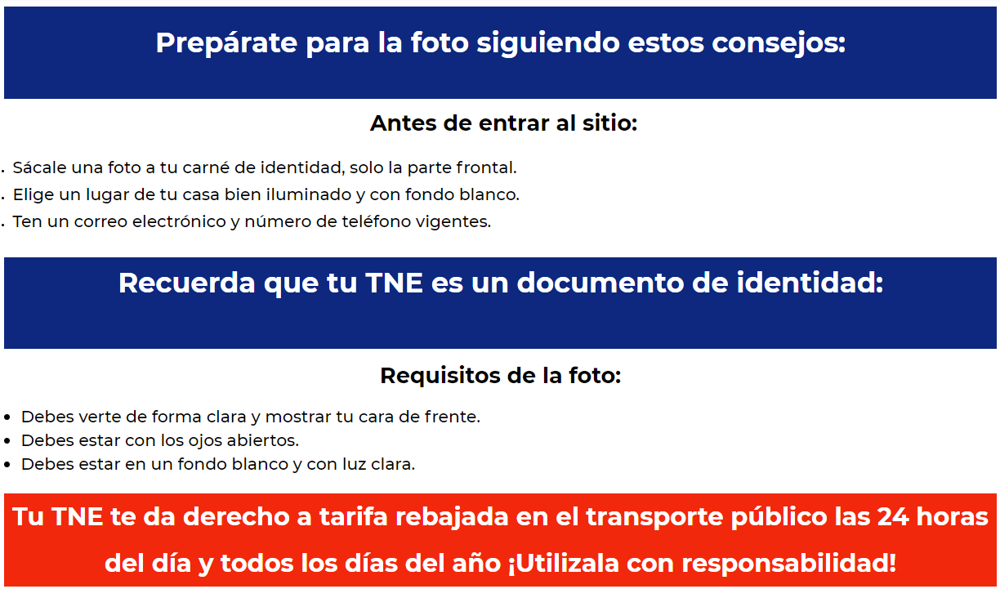 Prepárate para la foto siguiendo estos consejos:
Antes de entrar al sitio:
• Sácale una foto a tu carné de identidad, solo la parte frontal.
• Elige un lugar de tu casa bien iluminado y con fondo blanco.
• Ten un correo electrónico y número de teléfono vigentes.
Recuerda que tu TNE es un documento de identidad:
Requisitos de la foto:
• Debes verte de forma clara y mostrar tu cara de frente.
• Debes estar con los ojos abiertos.
• Debes estar en un fondo blanco y con luz clara.
Tu TNE te da derecho a tarifa rebajada en el transporte público las 24 horas
del día y todos los días del año ¡Utilizala con responsabilidad!